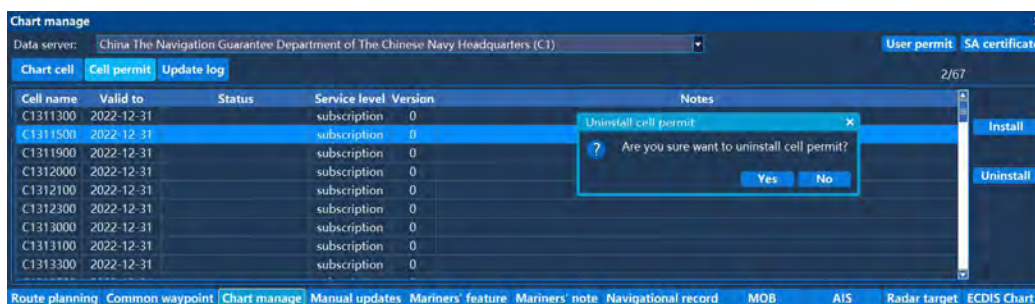 Chart manage
Data server: China The Navigation Guarantee Department of The Chinese Navy Headquarters (C1) User permit SA certificate
Chart cell Cell permit Update log 2/67
Cell name Valid to Status Service level Version Notes
C1311300 2022-12-31 subscription 0
C1311500 2022-12-31 subscription 0
C1311900 2022-12-31 subscription 0
C1312000 2022-12-31 subscription 0
C1312100 2022-12-31 subscription 0
C1312300 2022-12-31 subscription 0
C1313000 2022-12-31 subscription 0
C1313100 2022-12-31 subscription 0
C1313300 2022-12-31 subscription 0
Uninstall cell permit
? Are you sure want to uninstall cell permit?
Yes No
Install
Uninstall
Route planning Common waypoint Chart manage Manual updates Mariners' feature Mariners' note Navigational record MOB AIS Radar target ECDIS Chart